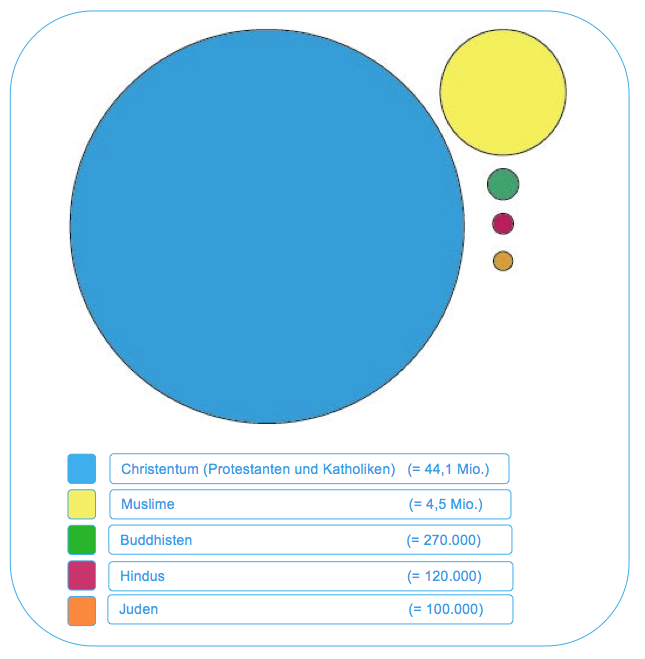 Christentum (Protestanten und Katholiken) (= 44,1 Mio.)
Muslime (= 4,5 Mio.)
Buddhisten (= 270.000)
Hindus (= 120.000)
Juden (= 100.000)